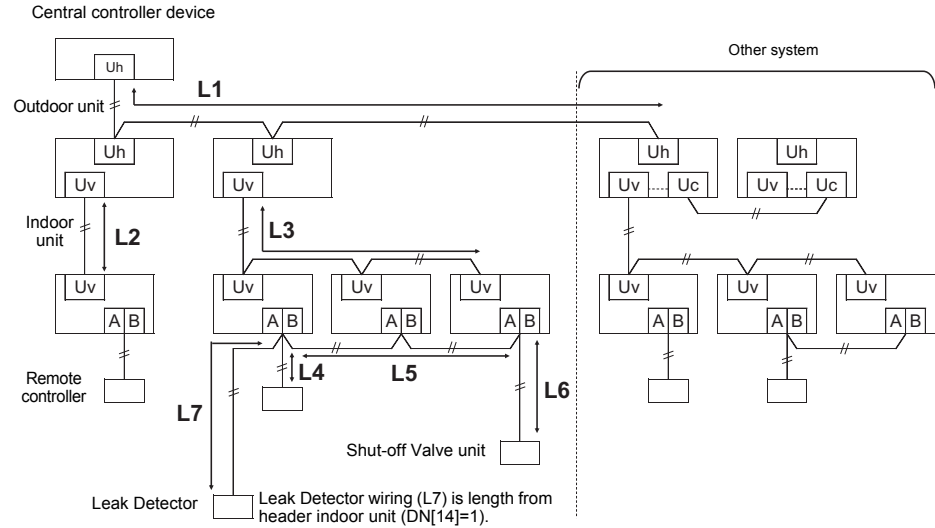 Central controller device
Other system
Uh
L1
Outdoor unit
Uh
Uh
Uh
Uh
Uv
Uv
Uv
Uc
Uv
Uc
Indoor
unit
L2
L3
Uv
Uv
Uv
Uv
Uv
Uv
Uv
A B
A B
A B
A B
A B
A B
A B
Remote
controller
L4
L5
L6
L7
Shut-off Valve unit
Leak Detector
Leak Detector wiring (L7) is length from
header indoor unit (DN[14]=1).